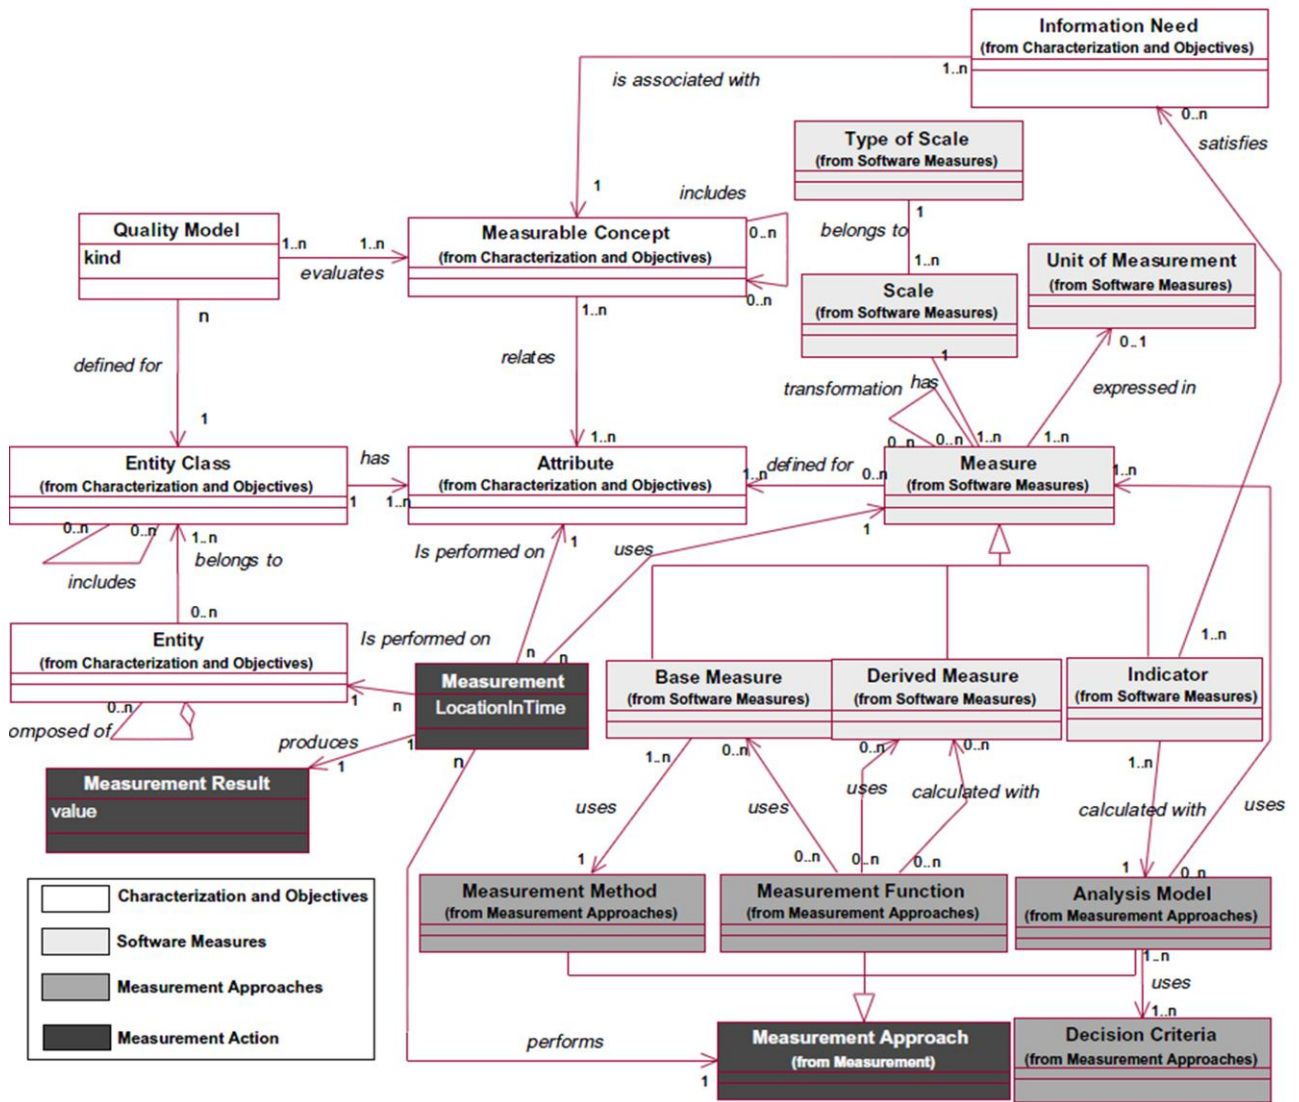 Information Need
(from Characterization and Objectives)
1..n
is associated with
0..n
satisfies
Type of Scale
(from Software Measures)
1
includes
1
belongs to
Quality Model
kind
1..n
1..n
evaluates
Measurable Concept
(from Characterization and Objectives)
0..n
0..n
1..n
Unit of Measurement
(from Software Measures)
Scale
(from Software Measures)
n
1..n
0..1
defined for
relates
1
transformation
has
expressed in
1
1..n
0..n
0..n
1..n
1..n
Entity Class
(from Characterization and Objectives)
has
1
1..n
Attribute
(from Characterization and Objectives)
1..n
defined for
0..n
Measure
(from Software Measures)
1..n
0..n
0..n
includes
1..n
belongs to
0..n
Is performed on
1
uses
1
Entity
(from Characterization and Objectives)
Is performed on
n
n
1..n
0..n
omposed of
1
n
Measurement
LocationInTime
Base Measure
(from Software Measures)
Derived Measure
(from Software Measures)
Indicator
(from Software Measures)
produces
1
1
n
1..n
0..n
0..n
0..n
1..n
Measurement Result
value
uses
uses
uses
calculated with
calculated with
uses
1
0..n
0..n
0..n
1
0..n
Measurement Method
(from Measurement Approaches)
Measurement Function
(from Measurement Approaches)
Analysis Model
(from Measurement Approaches)
1..n
uses
1..n
Characterization and Objectives
Software Measures
Measurement Approaches
Measurement Action
performs
1
Measurement Approach
(from Measurement)
Decision Criteria
(from Measurement Approaches)